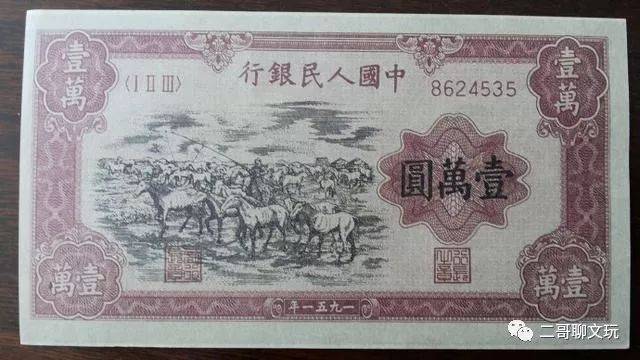 壹萬
中國人民銀行
壹萬
〈I II III〉
8624535
壹萬圓
壹萬
一九五一年
壹萬
二哥聊文玩